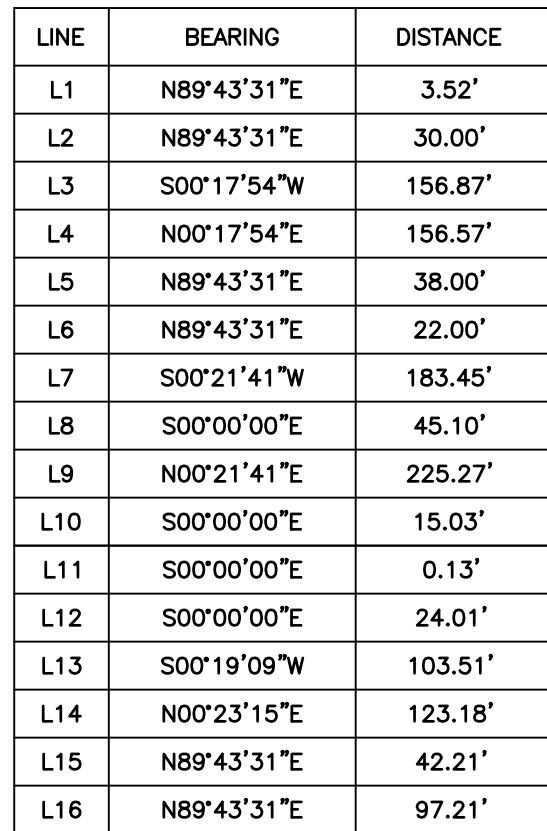 LINE BEARING DISTANCE
L1 N89°43'31"E 3.52'
L2 N89°43'31"E 30.00'
L3 S00°17'54"W 156.87'
L4 N00°17'54"E 156.57'
L5 N89°43'31"E 38.00'
L6 N89°43'31"E 22.00'
L7 S00°21'41"W 183.45'
L8 S00°00'00"E 45.10'
L9 N00°21'41"E 225.27'
L10 S00°00'00"E 15.03'
L11 S00°00'00"E 0.13'
L12 S00°00'00"E 24.01'
L13 S00°19'09"W 103.51'
L14 N00°23'15"E 123.18'
L15 N89°43'31"E 42.21'
L16 N89°43'31"E 97.21'